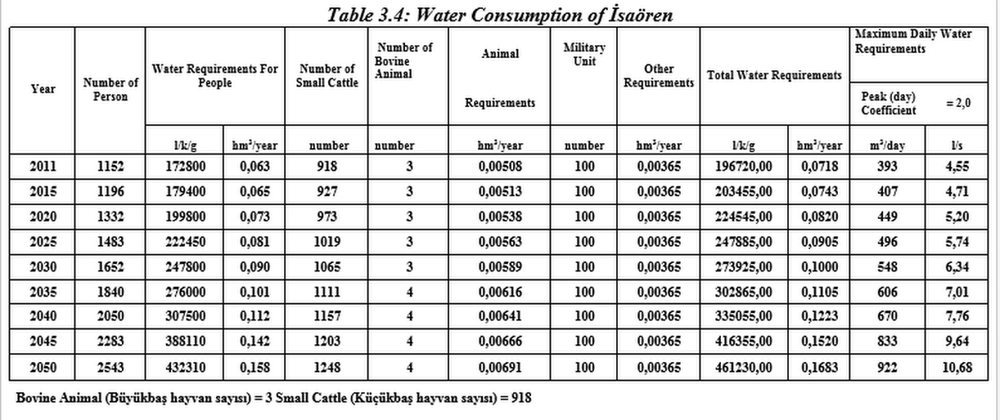 Table 3.4: Water Consumption of İsaören
Year
Number of
Person
Water Requirements For
People
Number of
Small Cattle
Number of
Bovine
Animal
Animal
Requirements
Military
Unit
Other
Requirements
Total Water Requirements
Maximum Daily Water
Requirements
Peak (day)
Coefficient = 2,0
l/k/g hm³/year number number hm³/year number hm³/year l/k/g hm³/year m³/day l/s
2011 1152 172800 0,063 918 3 0,00508 100 0,00365 196720,00 0,0718 393 4,55
2015 1196 179400 0,065 927 3 0,00513 100 0,00365 203455,00 0,0743 407 4,71
2020 1332 199800 0,073 973 3 0,00538 100 0,00365 224545,00 0,0820 449 5,20
2025 1483 222450 0,081 1019 3 0,00563 100 0,00365 247885,00 0,0905 496 5,74
2030 1652 247800 0,090 1065 3 0,00589 100 0,00365 273925,00 0,1000 548 6,34
2035 1840 276000 0,101 1111 4 0,00616 100 0,00365 302865,00 0,1105 606 7,01
2040 2050 307500 0,112 1157 4 0,00641 100 0,00365 335055,00 0,1223 670 7,76
2045 2283 388110 0,142 1203 4 0,00666 100 0,00365 416355,00 0,1520 833 9,64
2050 2543 432310 0,158 1248 4 0,00691 100 0,00365 461230,00 0,1683 922 10,68
Bovine Animal (Büyükbaş hayvan sayısı) = 3 Small Cattle (Küçükbaş hayvan sayısı) = 918